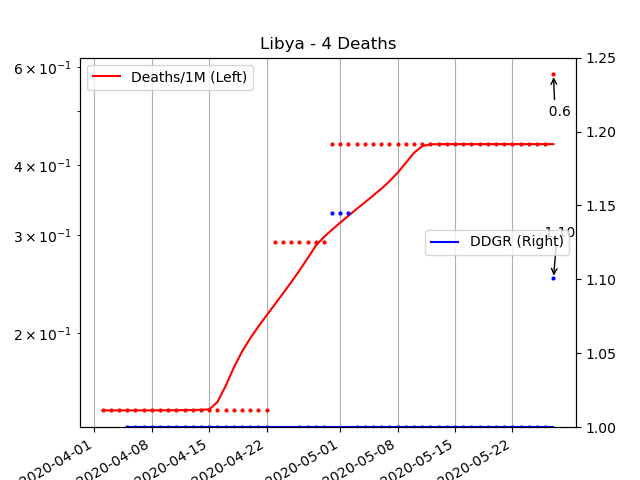 Libya - 4 Deaths
6 × 10⁻¹
4 × 10⁻¹
3 × 10⁻¹
2 × 10⁻¹
Deaths/1M (Left)
0.6
1.10
DDGR (Right)
1.25
1.20
1.15
1.10
1.05
1.00
2020-04-01
2020-04-08
2020-04-15
2020-04-22
2020-05-01
2020-05-08
2020-05-15
2020-05-22